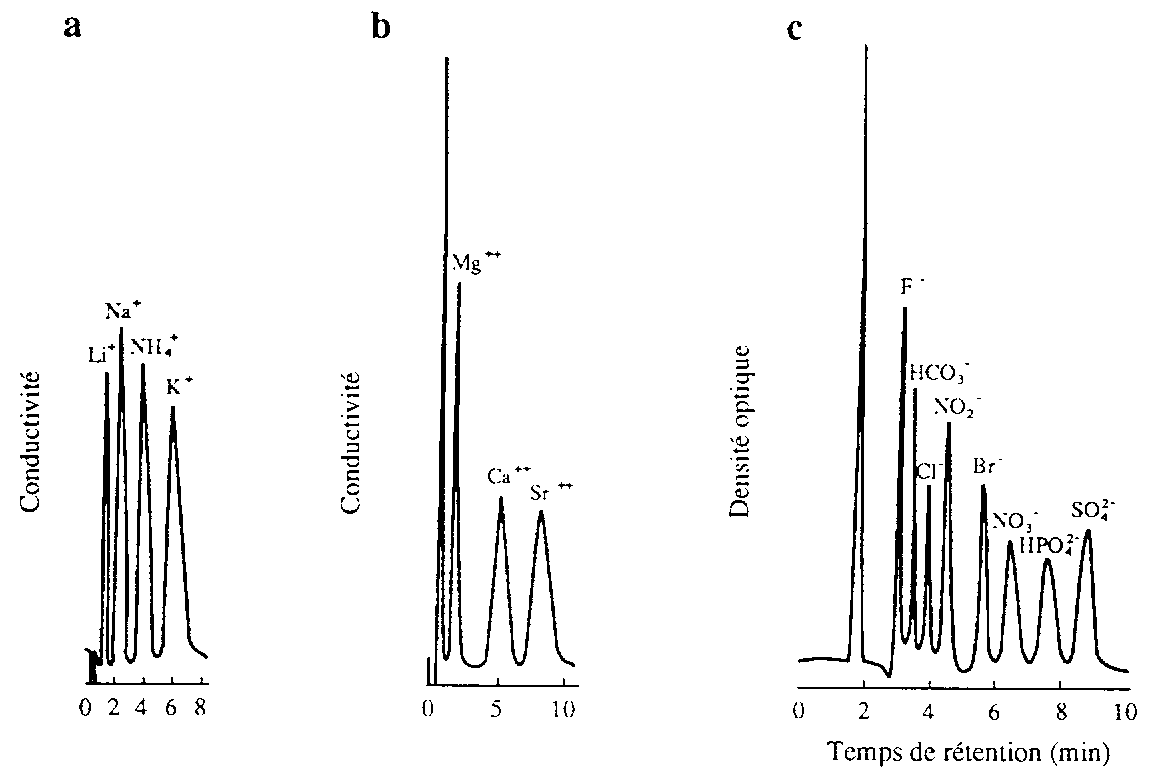 a
Conductivité
Li⁺
Na⁺
NH₄⁺
K⁺
0 2 4 6 8
b
Conductivité
Mg⁺⁺
Ca⁺⁺
Sr⁺⁺
0 5 10
c
Densité optique
F⁻
HCO₃⁻
Cl⁻
NO₂⁻
Br⁻
NO₃⁻
HPO₄²⁻
SO₄²⁻
0 2 4 6 8 10
Temps de rétention (min)